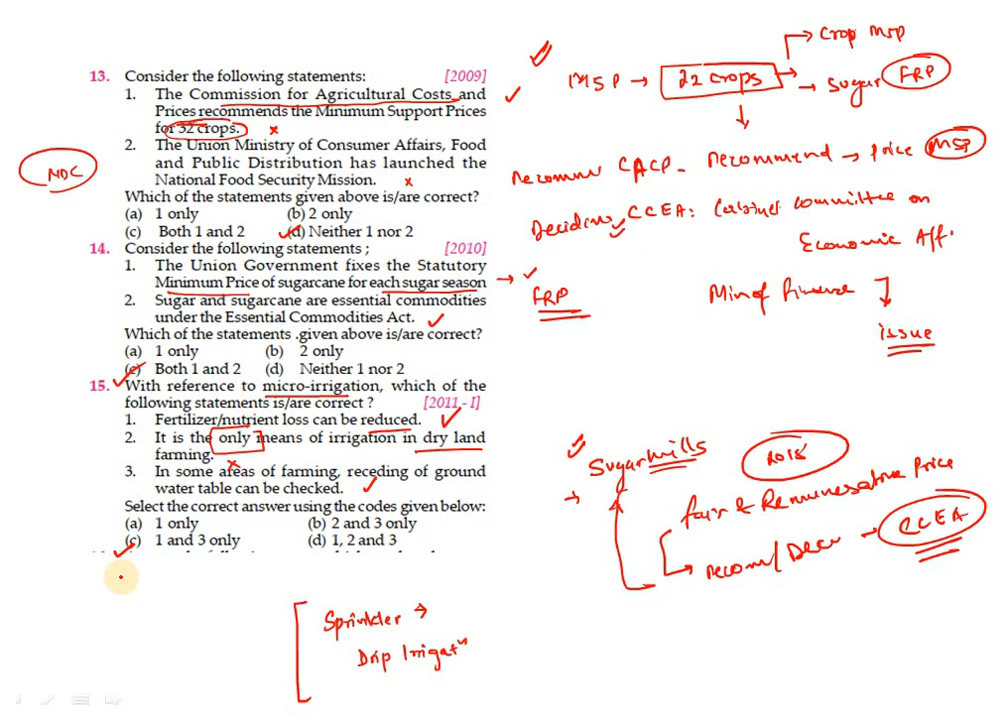 13. Consider the following statements: [2009]
1. The Commission for Agricultural Costs and
Prices recommends the Minimum Support Prices
for 32 crops.
2. The Union Ministry of Consumer Affairs, Food
and Public Distribution has launched the
National Food Security Mission.
Which of the statements given above is/are correct?
(a) 1 only (b) 2 only
(c) Both 1 and 2 (d) Neither 1 nor 2
14. Consider the following statements ; [2010]
1. The Union Government fixes the Statutory
Minimum Price of sugarcane for each sugar season
2. Sugar and sugarcane are essential commodities
under the Essential Commodities Act.
Which of the statements .given above is/are correct?
(a) 1 only (b) 2 only
(c) Both 1 and 2 (d) Neither 1 nor 2
15. With reference to micro-irrigation, which of the
following statements is/are correct ? [2011 - I]
1. Fertilizer/nutrient loss can be reduced.
2. It is the only means of irrigation in dry land
farming.
3. In some areas of farming, receding of ground
water table can be checked.
Select the correct answer using the codes given below:
(a) 1 only (b) 2 and 3 only
(c) 1 and 3 only (d) 1, 2 and 3
NDC
Crop MSP
MSP → 22 crops → Sugar FRP
CACP - Recommend → Price MSP
CCEA: Cabinet Committee on
Economic Aff.
FRP
Min of Finance
issue
Sugar mills
2018
fair & Remunerative Price
CCEA
Sprinkler →
Drip Irrigatⁿ